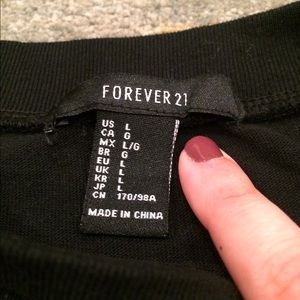 FOREVER 21
US L
CA G
MX L/G
BR G
EU L
UK L
KR L
JP L
CN 170/98A
MADE IN CHINA